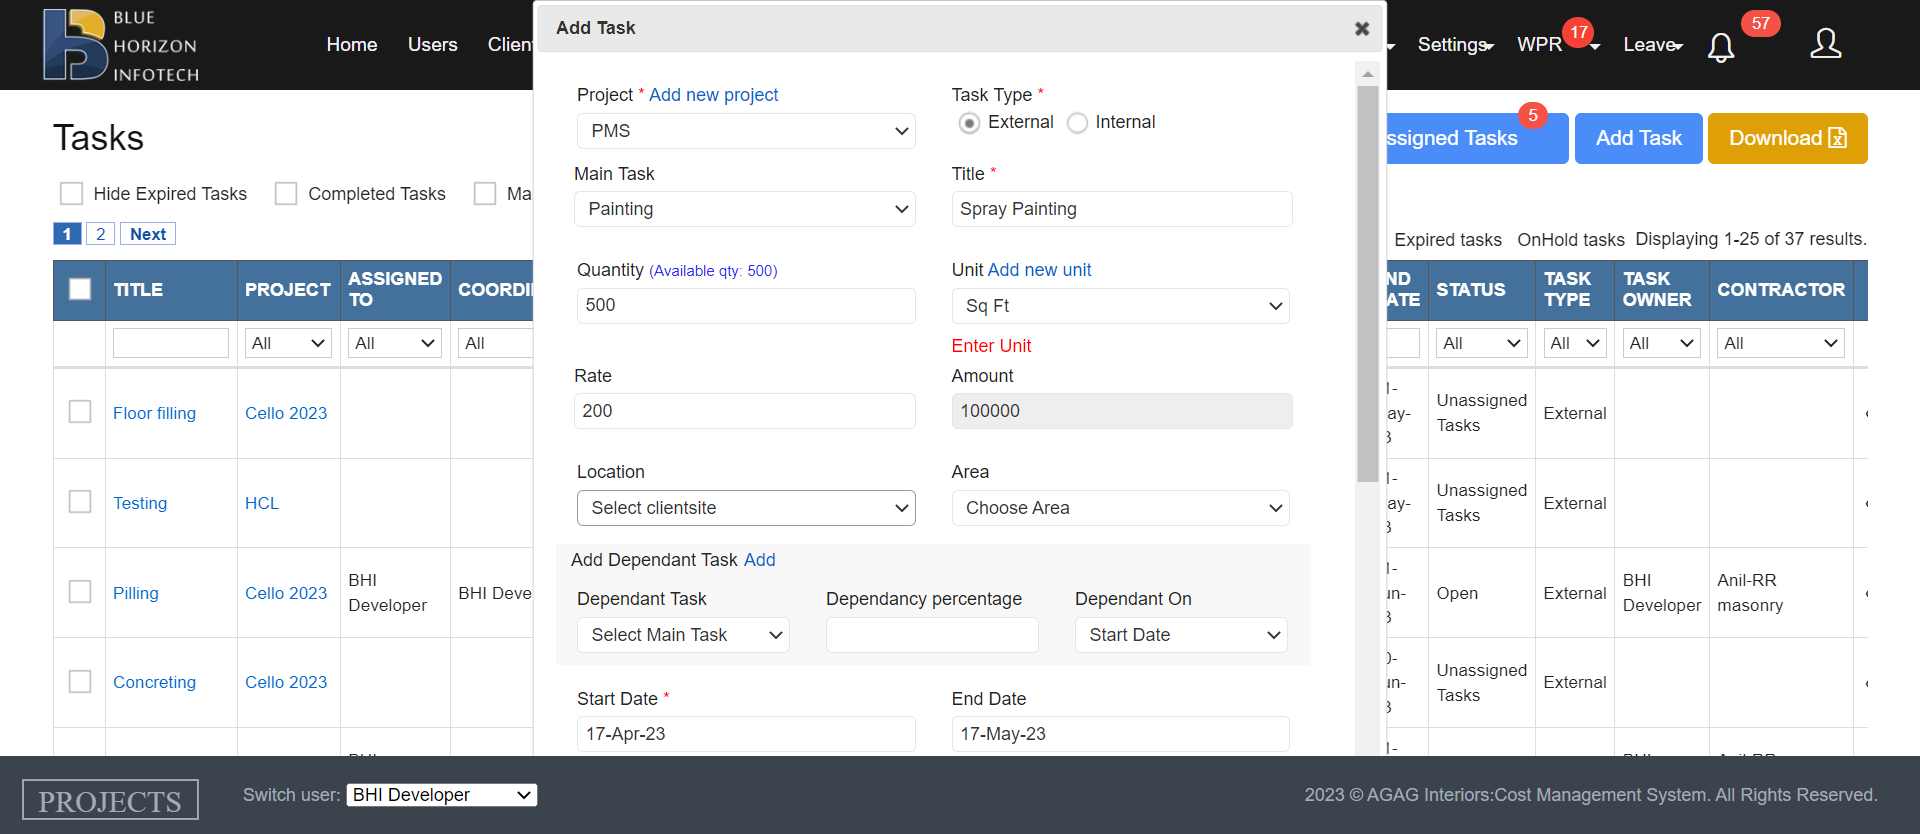 BLUE
HORIZON
INFOTECH
Home Users Clien
Settings WPR 17 Leave 57
Add Task
Tasks
ssigned Tasks 5 Add Task Download
Hide Expired Tasks Completed Tasks Ma
1 2 Next
Expired tasks OnHold tasks Displaying 1-25 of 37 results.
TITLE PROJECT ASSIGNED TO COORDI
ND ATE STATUS TASK TYPE TASK OWNER CONTRACTOR
All All All
All All All All
Floor filling Cello 2023
1-
ay-
3
Unassigned Tasks External
Testing HCL
1-
ay-
3
Unassigned Tasks External
Pilling Cello 2023 BHI Developer BHI Deve
1-
un-
3
Open External BHI Developer Anil-RR masonry
Concreting Cello 2023
0-
un-
3
Unassigned Tasks External
Project * Add new project
PMS
Task Type *
External Internal
Main Task
Painting
Title *
Spray Painting
Quantity (Available qty: 500)
500
Unit Add new unit
Sq Ft
Enter Unit
Rate
200
Amount
100000
Location
Select clientsite
Area
Choose Area
Add Dependant Task Add
Dependant Task Dependancy percentage Dependant On
Select Main Task Start Date
Start Date *
17-Apr-23
End Date
17-May-23
PROJECTS
Switch user: BHI Developer
2023 © AGAG Interiors:Cost Management System. All Rights Reserved.